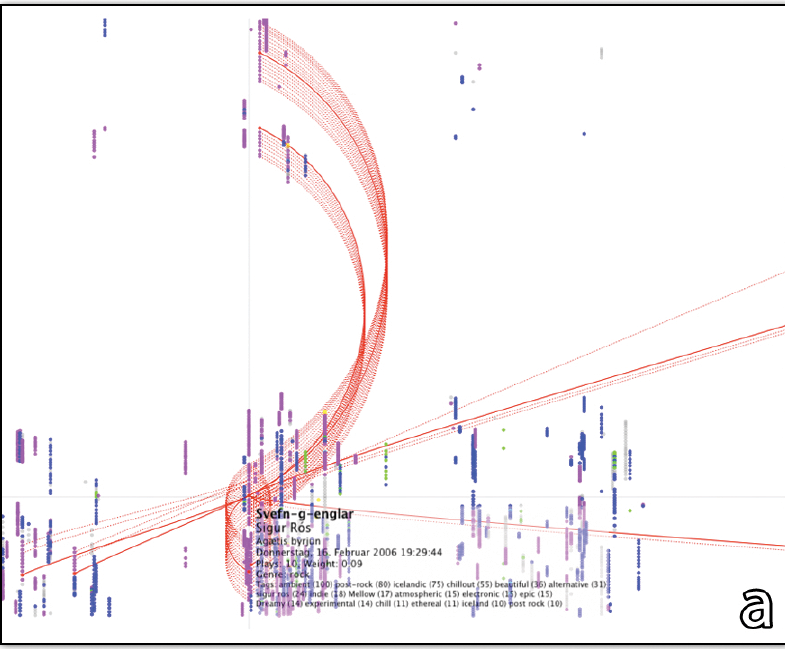 Svefn-g-englar
Sigur Rós
Ágætis byrjun
Donnerstag, 16. Februar 2006 19:29:44
Plays: 10, Weight: 0.09
Genre: rock
Tags: ambient (100) post-rock (80) icelandic (75) chillout (55) beautiful (36) alternative (31)
sigur ros (24) indie (18) Mellow (17) atmospheric (15) electronic (15) epic (15)
Dreamy (14) experimental (14) chill (11) ethereal (11) iceland (10) post rock (10)
a